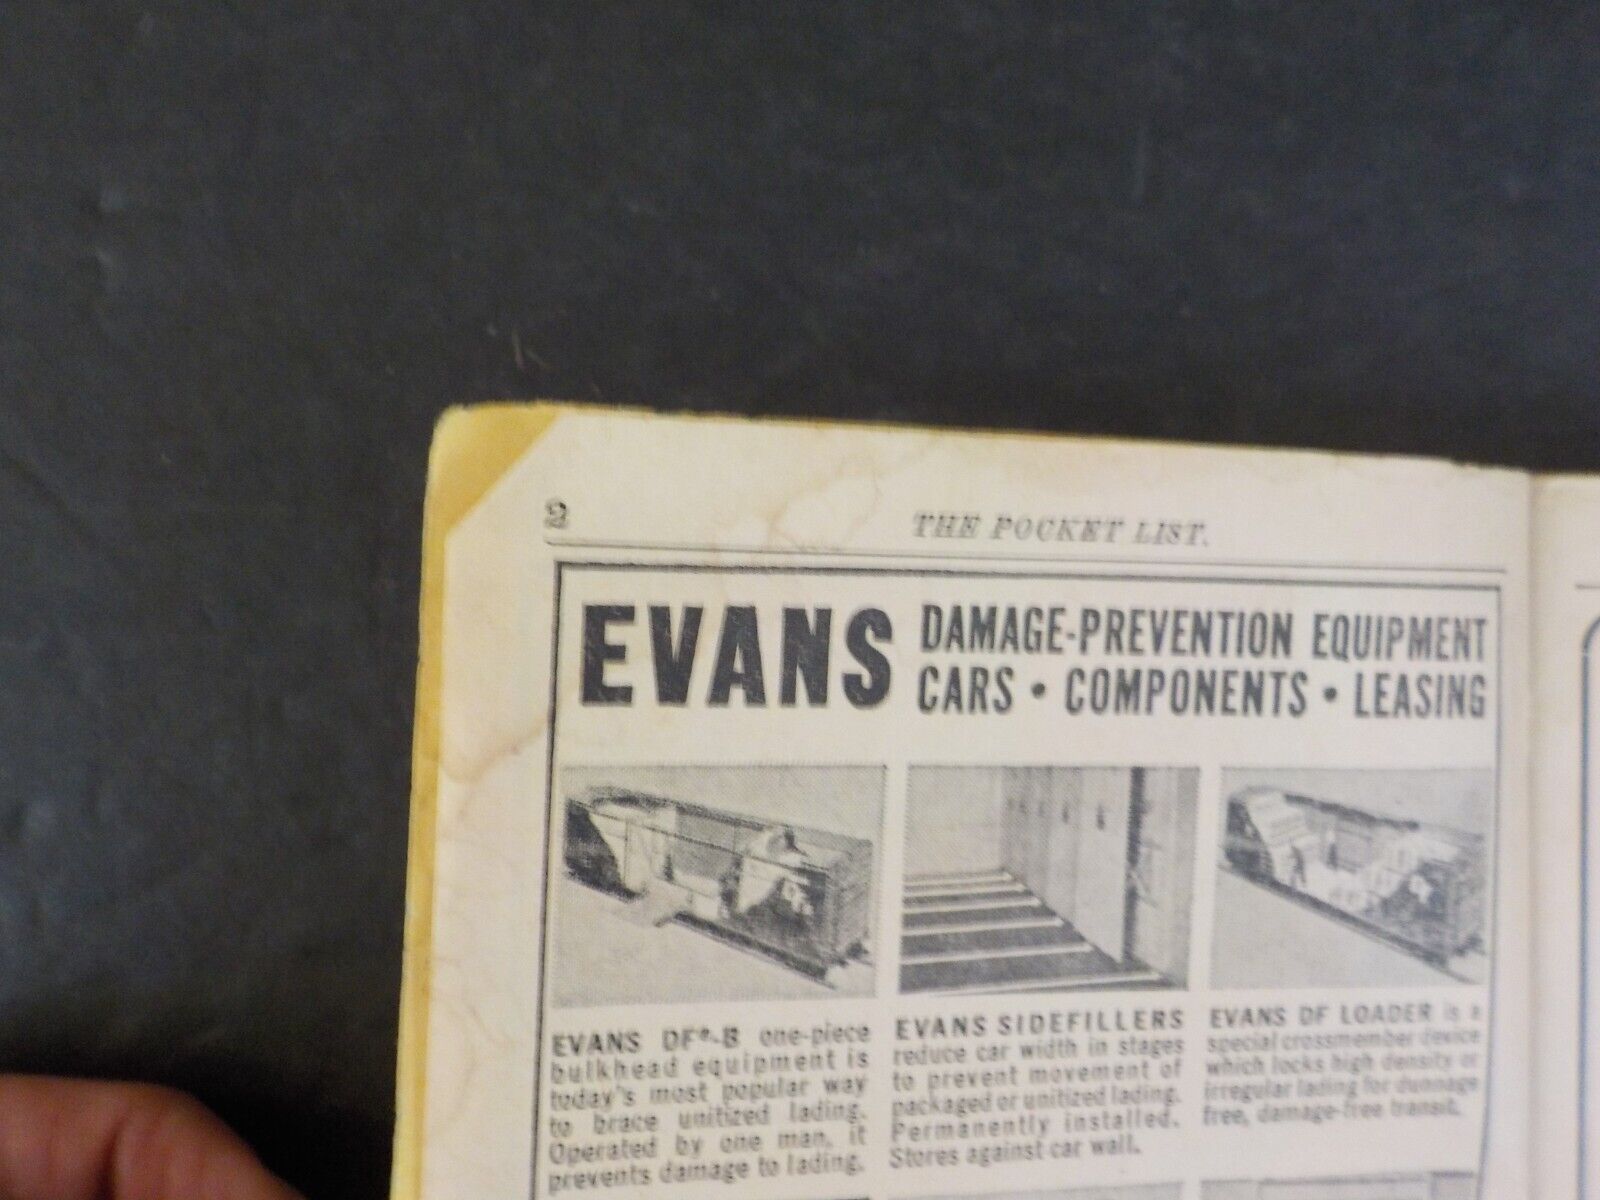 2
THE POCKET LIST.
EVANS
DAMAGE-PREVENTION EQUIPMENT
CARS • COMPONENTS • LEASING
EVANS DF®-B one-piece
bulkhead equipment is
today's most popular way
to brace unitized lading.
Operated by one man, it
prevents damage to lading.
EVANS SIDEFILLERS
reduce car width in stages
to prevent movement of
packaged or unitized lading.
Permanently installed.
Stores against car wall.
EVANS DF LOADER is a
special crossmember device
which locks high density or
irregular lading for dunnage
free, damage-free transit.